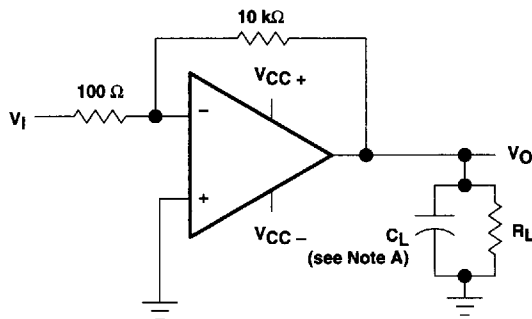 10 kΩ
100 Ω
VCC +
VI
−
+
VO
VCC −
CL
(see Note A)
RL